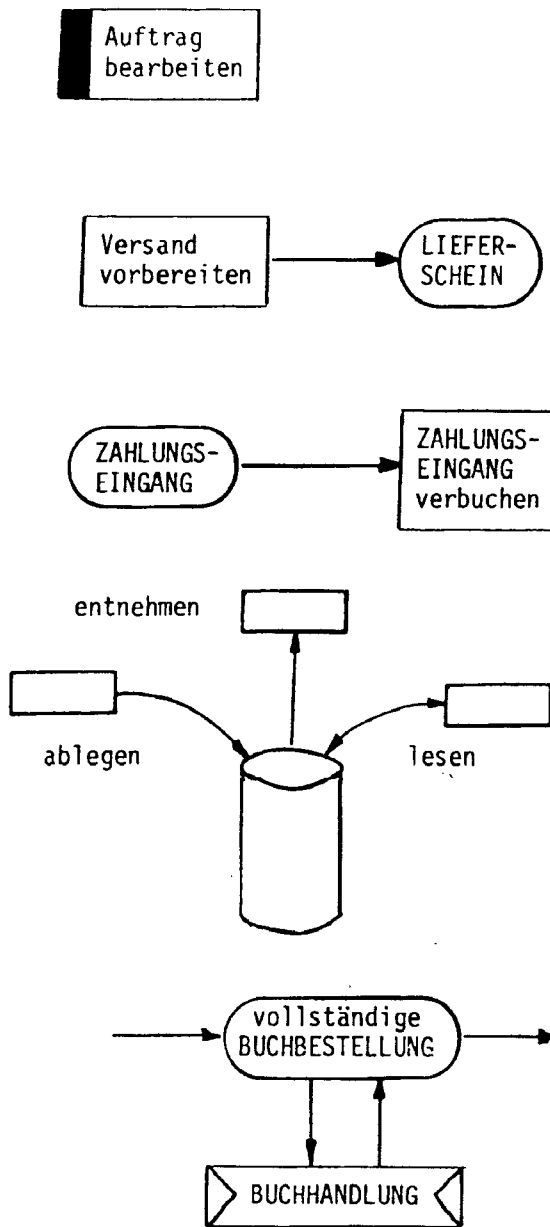 Auftrag
bearbeiten
Versand
vorbereiten
LIEFER-
SCHEIN
ZAHLUNGS-
EINGANG
ZAHLUNGS-
EINGANG
verbuchen
entnehmen
ablegen
lesen
vollständige
BUCHBESTELLUNG
BUCHHANDLUNG